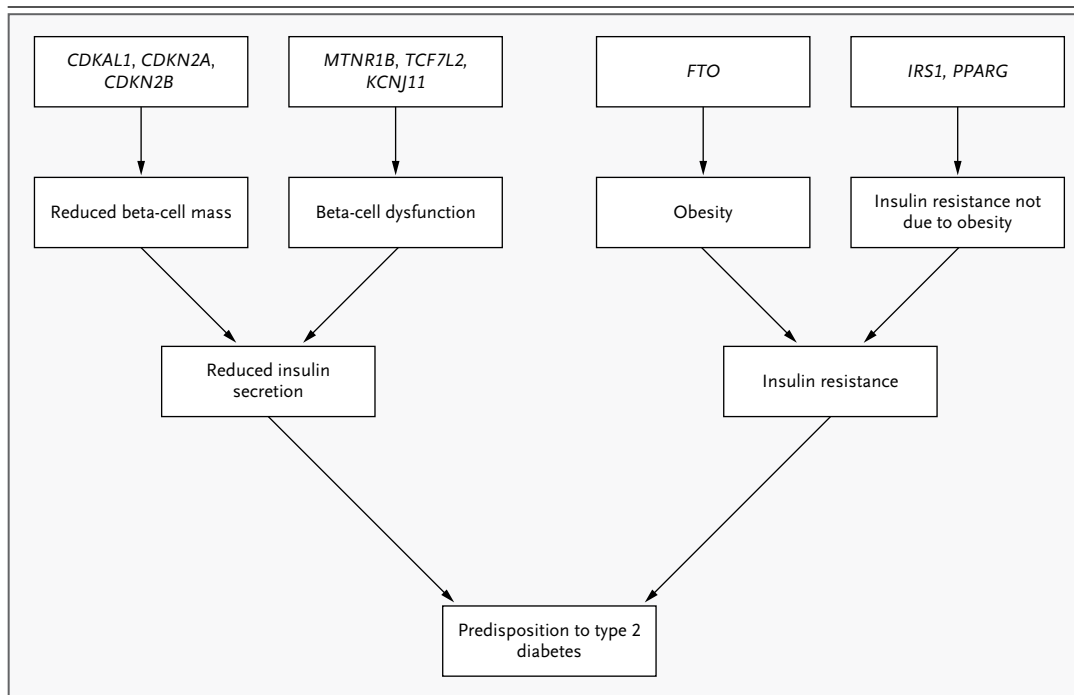 CDKAL1, CDKN2A,
CDKN2B
MTNR1B, TCF7L2,
KCNJ11
FTO
IRS1, PPARG
Reduced beta-cell mass
Beta-cell dysfunction
Obesity
Insulin resistance not
due to obesity
Reduced insulin
secretion
Insulin resistance
Predisposition to type 2
diabetes